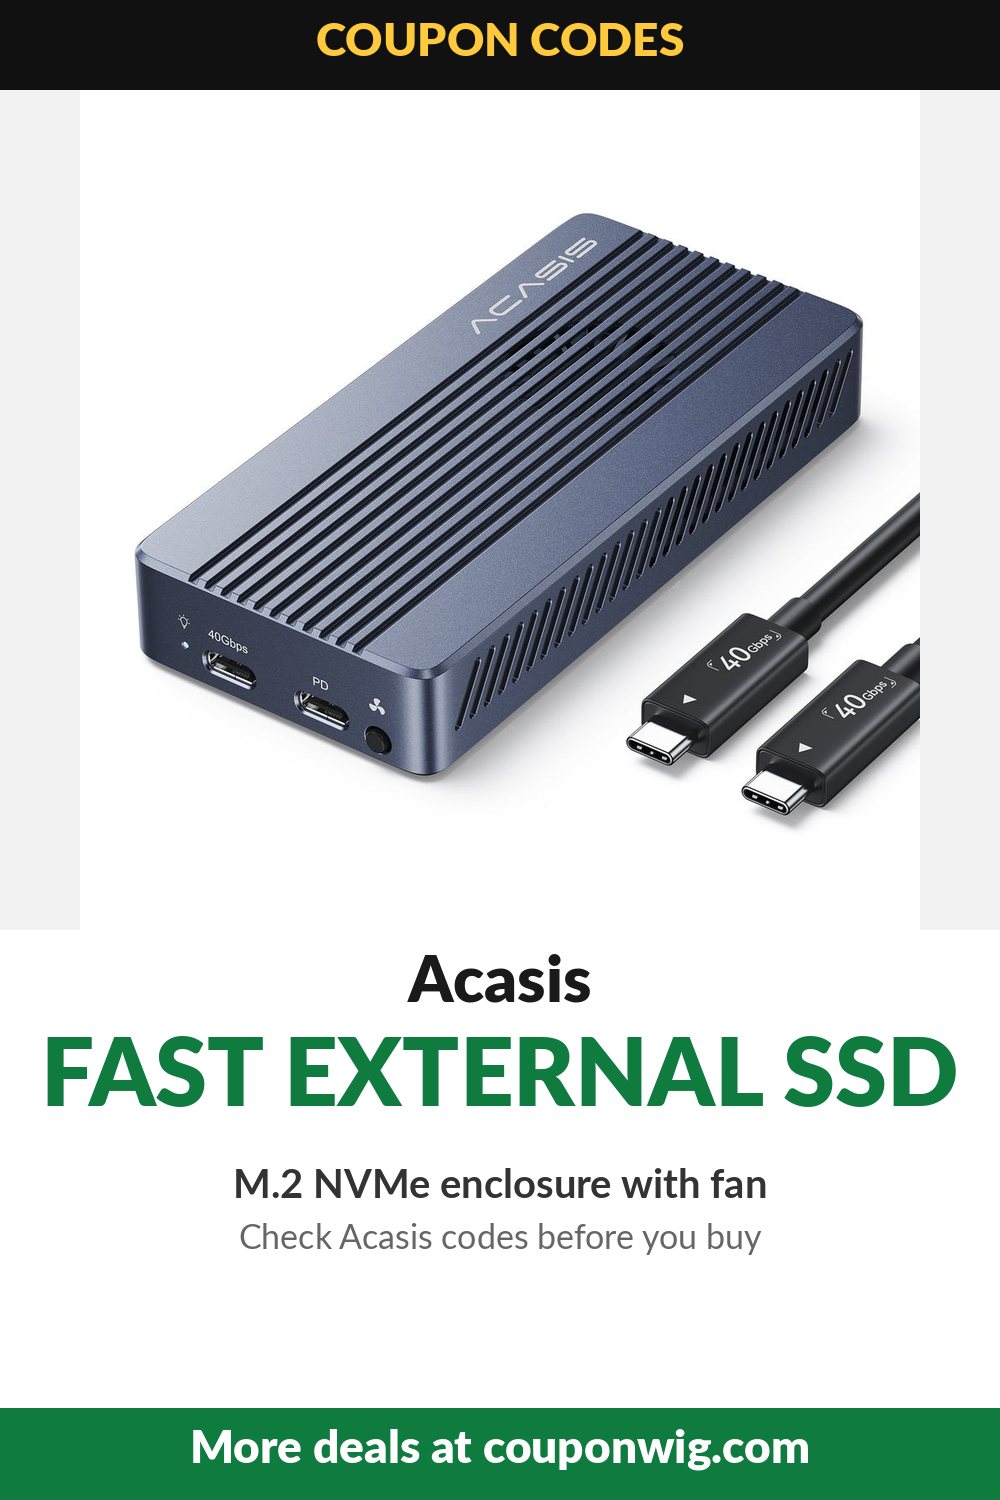 COUPON CODES
ACASIS
40Gbps
PD
40Gbps
40Gbps
Acasis
FAST EXTERNAL SSD
M.2 NVMe enclosure with fan
Check Acasis codes before you buy
More deals at couponwig.com